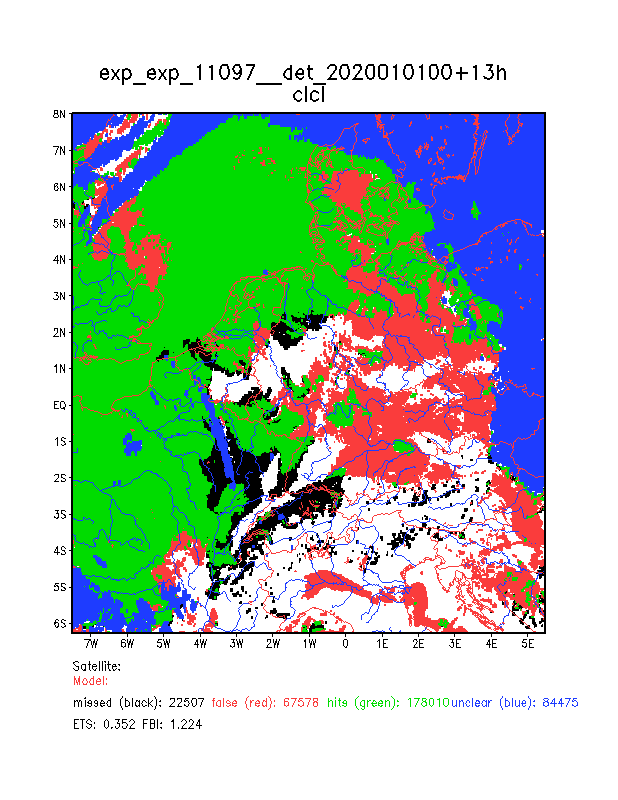 exp_exp_11097__det_2020010100+13h
clcl
8N
7N
6N
5N
4N
3N
2N
1N
EQ
1S
2S
3S
4S
5S
6S
7W 6W 5W 4W 3W 2W 1W 0 1E 2E 3E 4E 5E
Satellite:
Model:
missed (black): 22507 false (red): 67578 hits (green): 178010unclear (blue): 84475
ETS: 0.352 FBI: 1.224